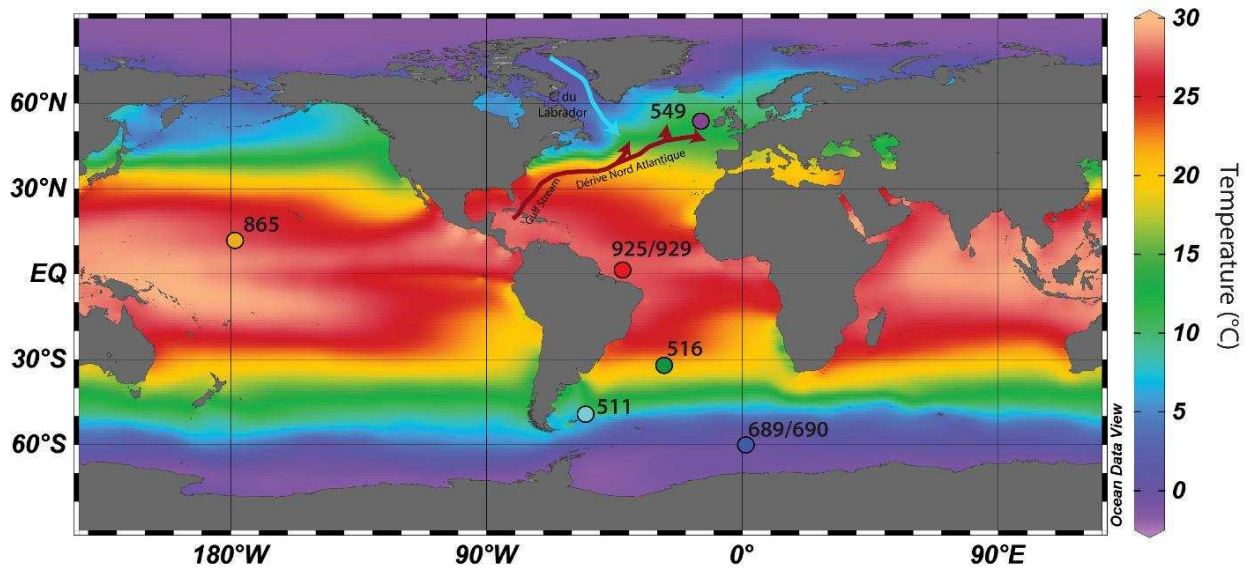 30
60°N
C. du
Labrador
549
25
Dérive Nord Atlantique
Gulf Stream
30°N
20
865
925/929
15
EQ
516
10
30°S
511
5
689/690
60°S
0
Temperature (°C)
Ocean Data View
180°W
90°W
0°
90°E